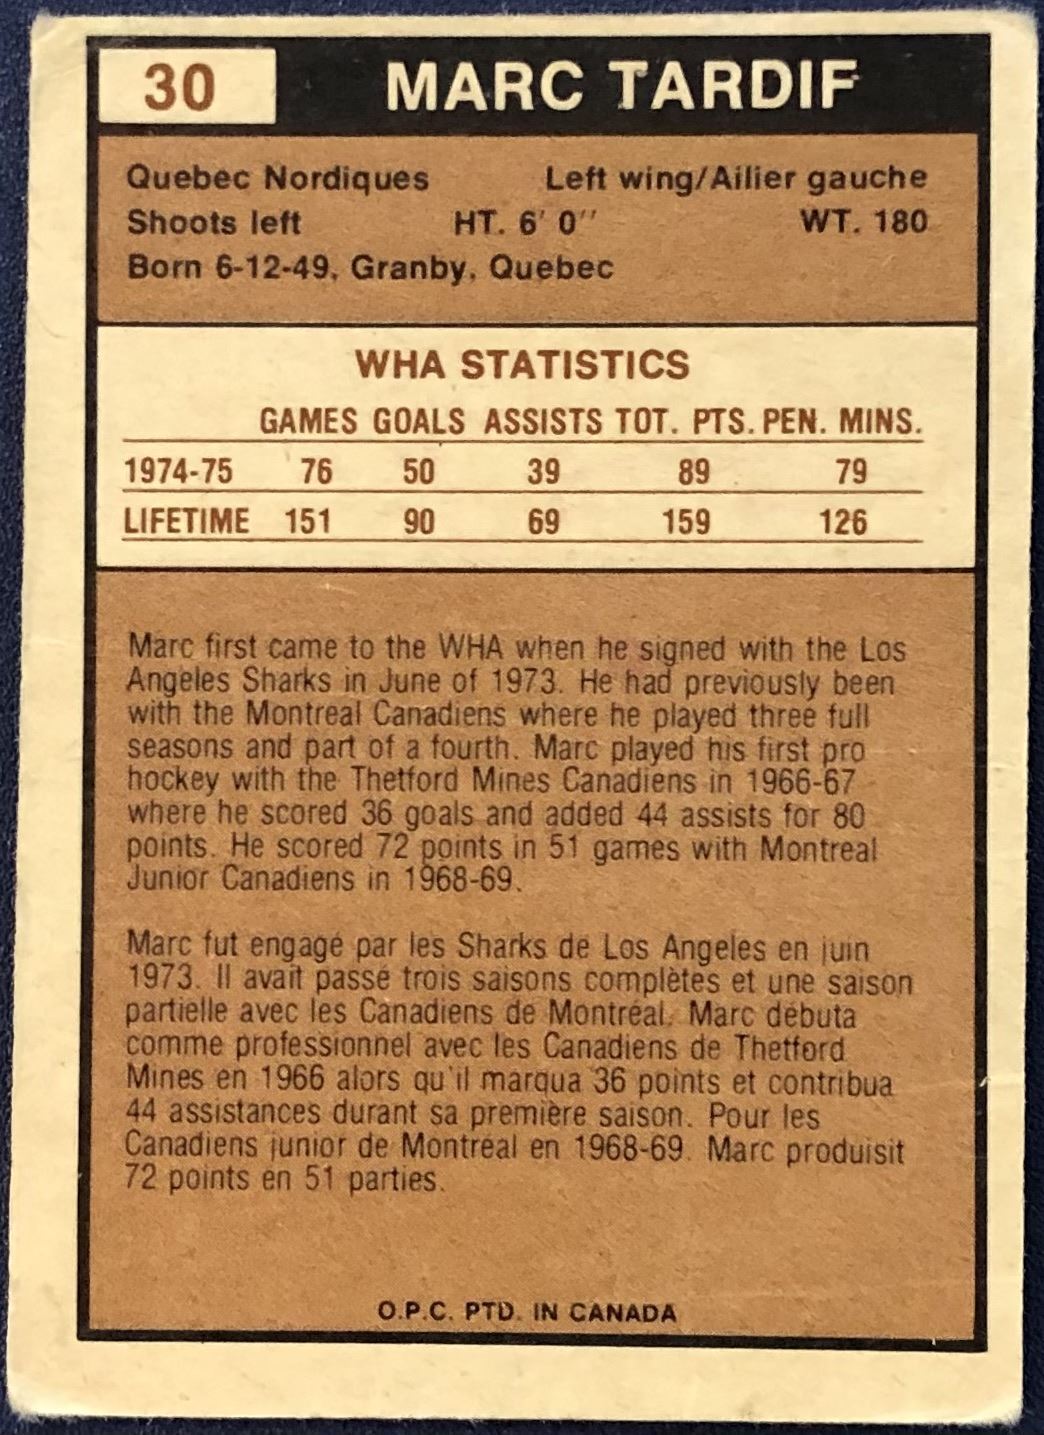 30 MARC TARDIF
Quebec Nordiques Left wing/Ailier gauche
Shoots left HT. 6' 0'' WT. 180
Born 6-12-49, Granby, Quebec
WHA STATISTICS
GAMES GOALS ASSISTS TOT. PTS. PEN. MINS.
1974-75 76 50 39 89 79
LIFETIME 151 90 69 159 126
Marc first came to the WHA when he signed with the Los
Angeles Sharks in June of 1973. He had previously been
with the Montreal Canadiens where he played three full
seasons and part of a fourth. Marc played his first pro
hockey with the Thetford Mines Canadiens in 1966-67
where he scored 36 goals and added 44 assists for 80
points. He scored 72 points in 51 games with Montreal
Junior Canadiens in 1968-69.
Marc fut engagé par les Sharks de Los Angeles en juin
1973. Il avait passé trois saisons complètes et une saison
partielle avec les Canadiens de Montréal. Marc débuta
comme professionnel avec les Canadiens de Thetford
Mines en 1966 alors qu'il marqua 36 points et contribua
44 assistances durant sa première saison. Pour les
Canadiens junior de Montréal en 1968-69. Marc produisit
72 points en 51 parties.
O.P.C. PTD. IN CANADA